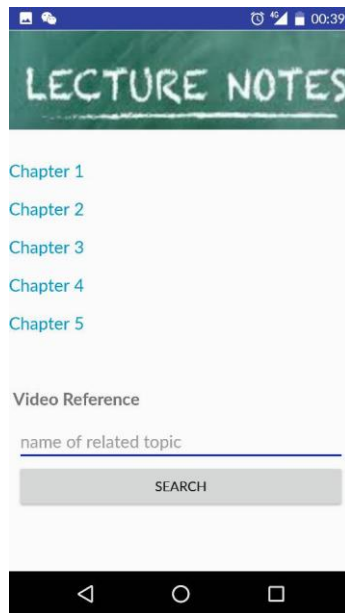 4G 00:39
LECTURE NOTES
Chapter 1
Chapter 2
Chapter 3
Chapter 4
Chapter 5
Video Reference
name of related topic
SEARCH